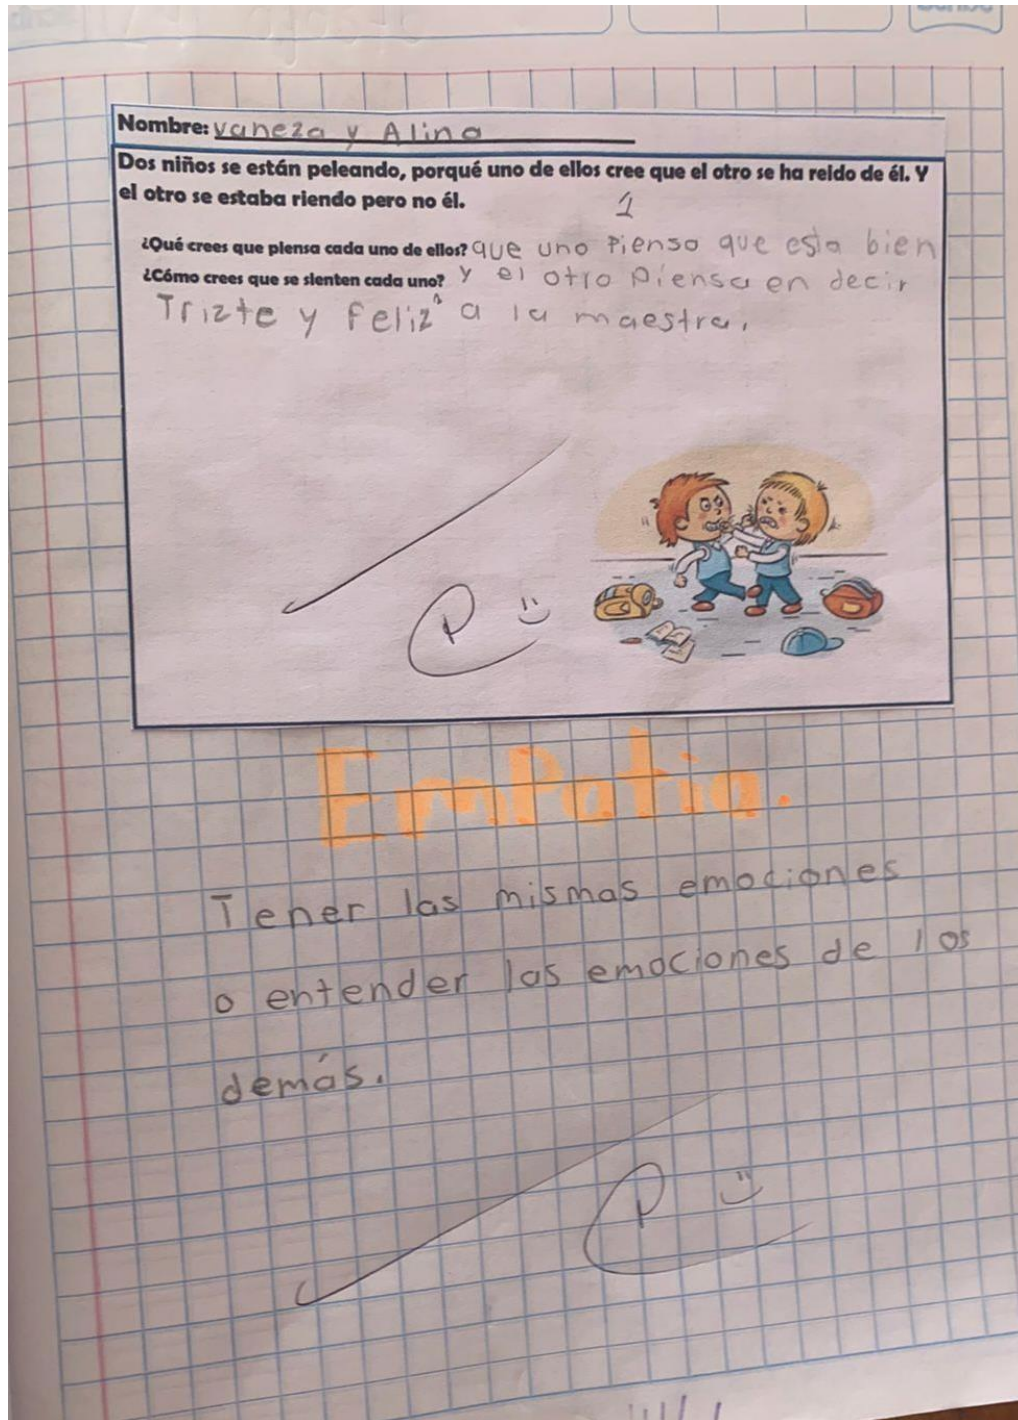 Nombre: vaneza y Alina
Dos niños se están peleando, porqué uno de ellos cree que el otro se ha reido de él. Y
el otro se estaba riendo pero no él.
1
¿Qué crees que piensa cada uno de ellos? que uno Pienso que esta bien
¿Cómo crees que se sienten cada uno? y el otro Piensa en decir
Trizte y feliz a la maestra.
P
EmPatia.
Tener las mismas emociones
o entender las emociones de los
demás.
P